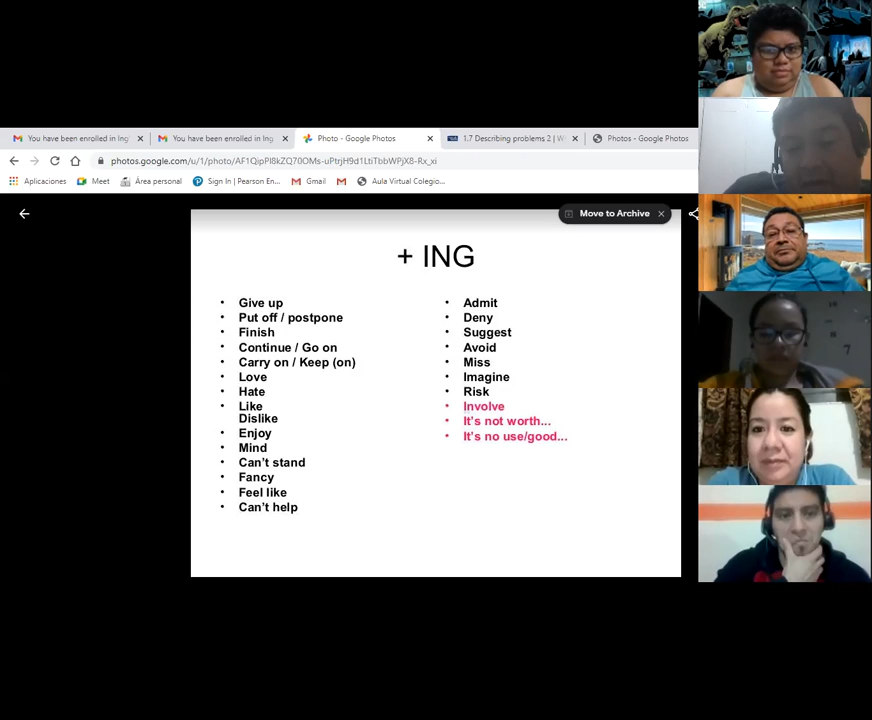 You have been enrolled in Ing
You have been enrolled in Ing
Photo - Google Photos
1.7 Describing problems 2 | W
Photos - Google Photos
photos.google.com/u/1/photo/AF1QipPI8kZQ70OMs-uPtrjH9d1LtiTbbWPjX8-Rx_xi
Aplicaciones
Meet
Área personal
Sign In | Pearson En...
Gmail
Aula Virtual Colegio...
Move to Archive
+ ING
• Give up
• Put off / postpone
• Finish
• Continue / Go on
• Carry on / Keep (on)
• Love
• Hate
• Like
Dislike
• Enjoy
• Mind
• Can't stand
• Fancy
• Feel like
• Can't help
• Admit
• Deny
• Suggest
• Avoid
• Miss
• Imagine
• Risk
• Involve
• It's not worth...
• It's no use/good...